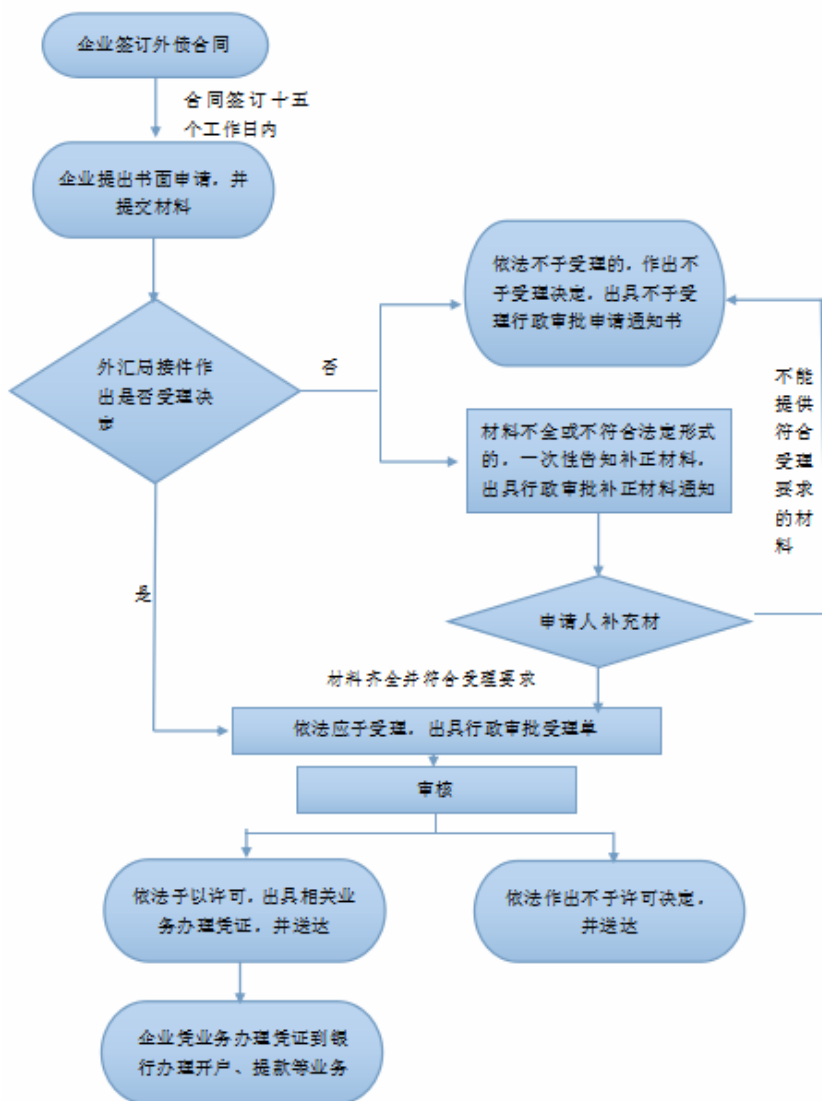 企业签订外债合同
合同签订十五
个工作日内
企业提出书面申请，并
提交材料
依法不予受理的，作出不
予受理决定，出具不予受
理行政审批申请通知书
外汇局接件作
出是否受理决
定
否
不能
提供
符合
受理
要求
的材
料
材料不全或不符合法定形式
的，一次性告知补正材料，
出具行政审批补正材料通知
是
申请人补充材
材料齐全并符合受理要求
依法应予受理，出具行政审批受理单
审核
依法予以许可，出具相关业
务办理凭证，并送达
依法作出不予许可决定，
并送达
企业凭业务办理凭证到银
行办理开户、提款等业务